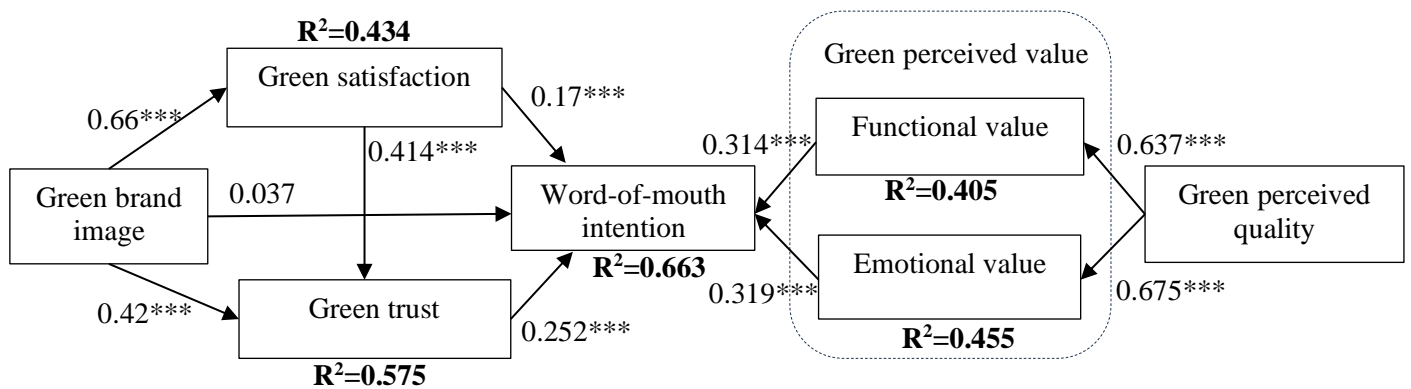 R²=0.434
Green satisfaction
0.66***
0.17***
0.414***
Green brand
image
0.037
Word-of-mouth
intention
R²=0.663
0.42***
Green trust
0.252***
R²=0.575
Green perceived value
Functional value
R²=0.405
0.314***
0.637***
Green perceived
quality
Emotional value
R²=0.455
0.319***
0.675***